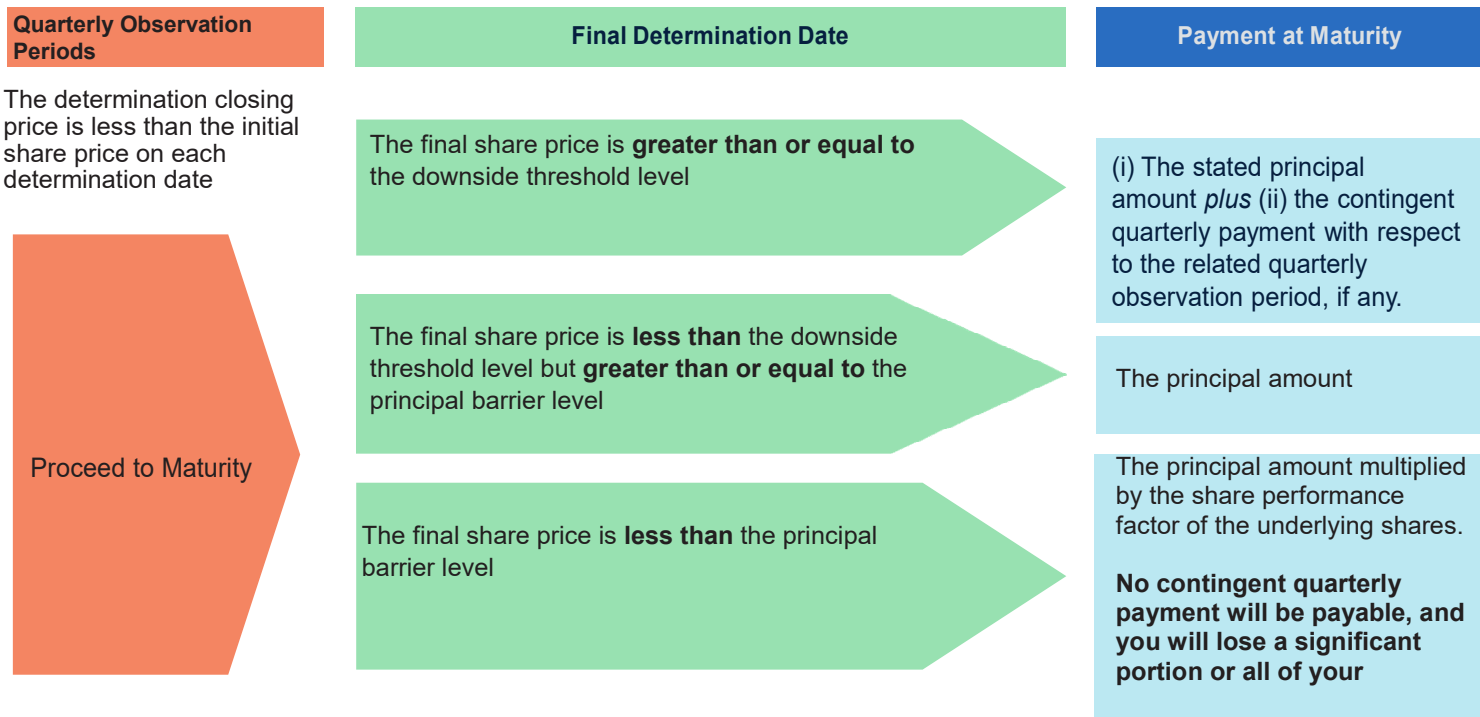 Quarterly Observation
Periods
Final Determination Date
Payment at Maturity
The determination closing
price is less than the initial
share price on each
determination date
Proceed to Maturity
The final share price is greater than or equal to
the downside threshold level
(i) The stated principal
amount plus (ii) the contingent
quarterly payment with respect
to the related quarterly
observation period, if any.
The final share price is less than the downside
threshold level but greater than or equal to the
principal barrier level
The principal amount
The final share price is less than the principal
barrier level
The principal amount multiplied
by the share performance
factor of the underlying shares.
No contingent quarterly
payment will be payable, and
you will lose a significant
portion or all of your